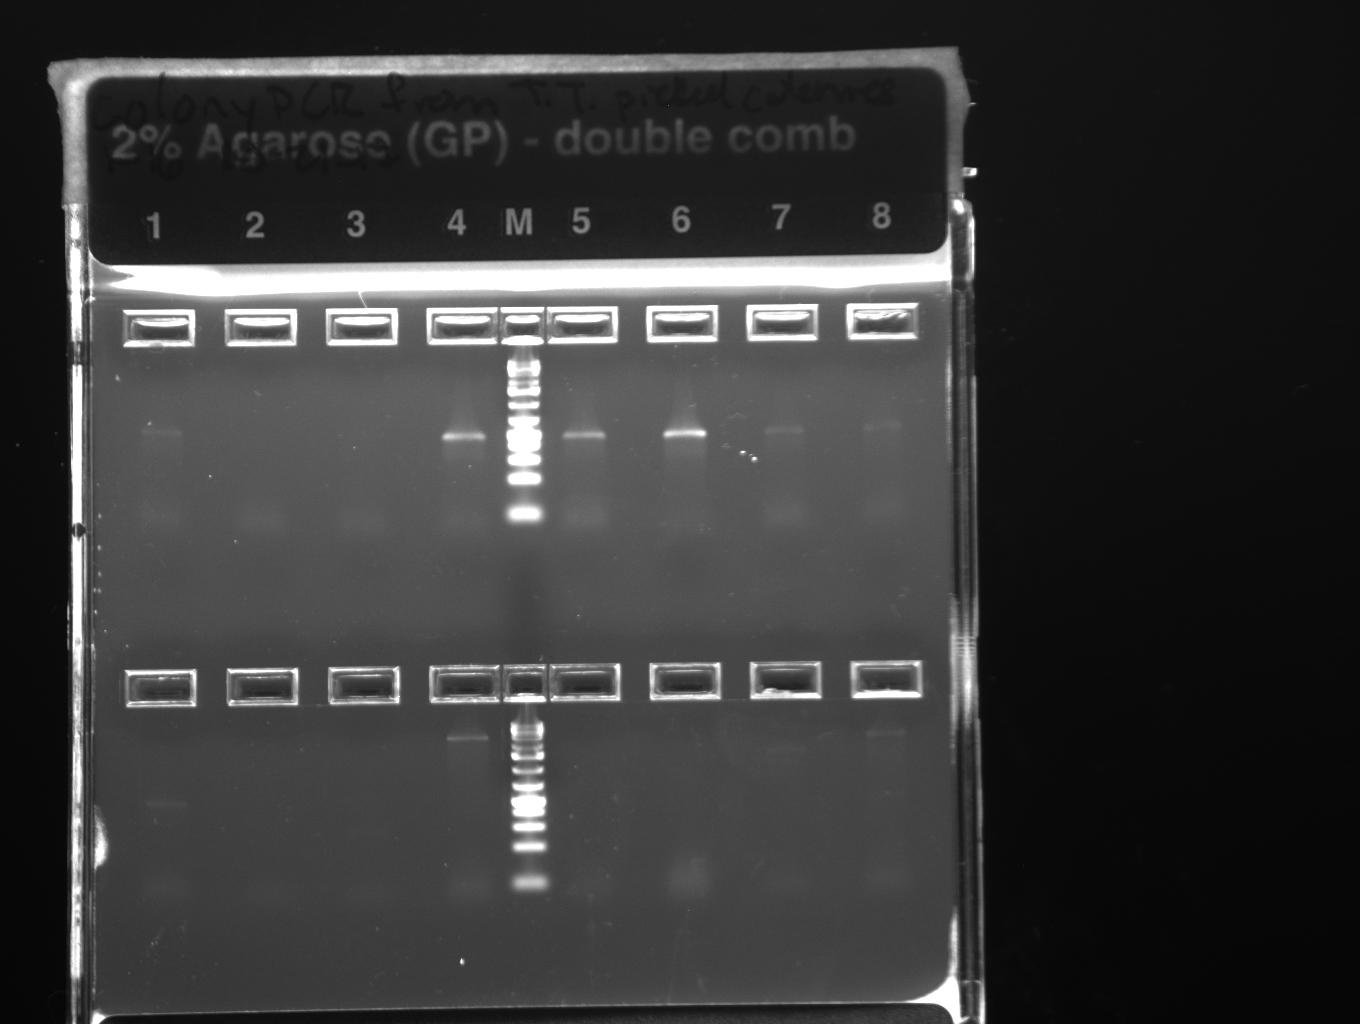 Colony PCR from T.T. picked colonies
2% Agarose (GP) - double comb
1 2 3 4 M 5 6 7 8